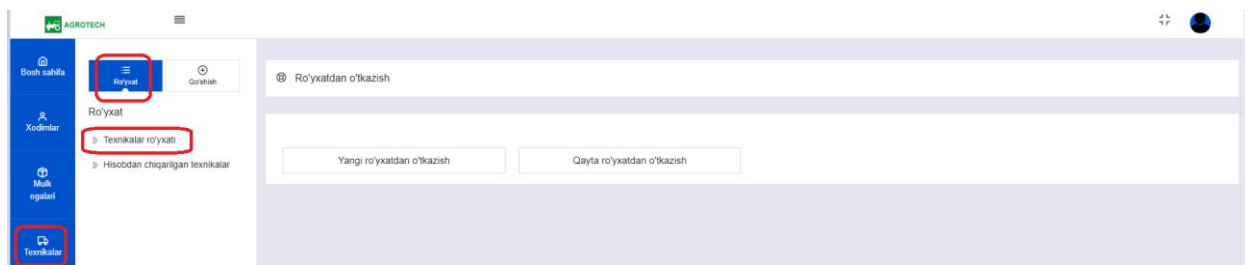 AGROTECH
Bosh sahifa
Xodimlar
Mulk
egalari
Texnikalar
Ro'yxat
Qo'shish
Ro'yxat
Texnikalar ro'yxati
Hisobdan chiqarilgan texnikalar
Ro'yxatdan o'tkazish
Yangi ro'yxatdan o'tkazish
Qayta ro'yxatdan o'tkazish